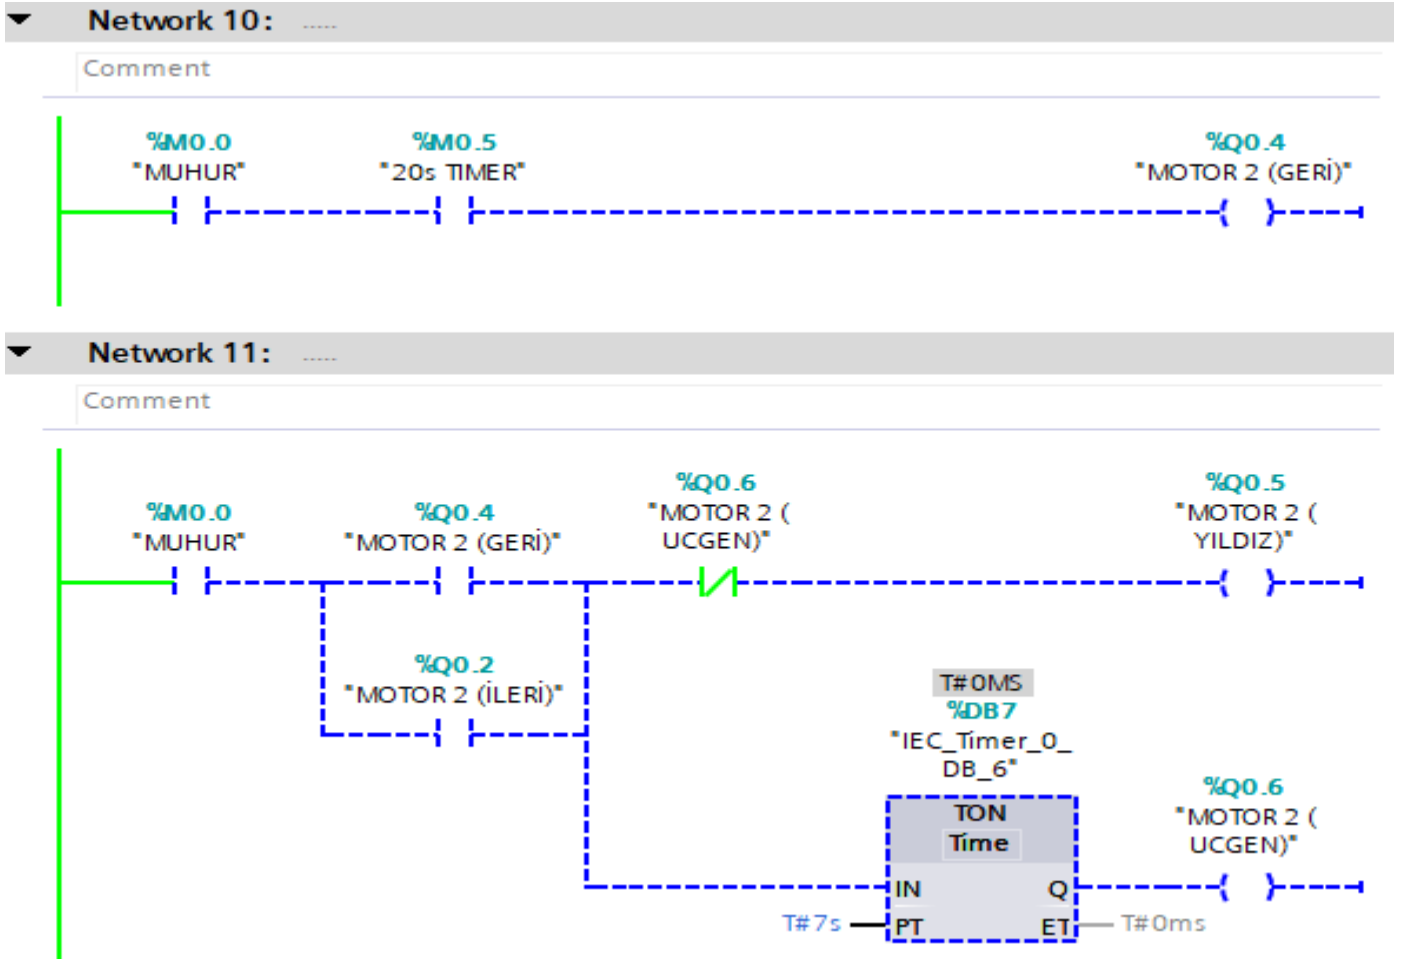 Network 10: .....
Comment
%M0.0
"MUHUR"
%M0.5
"20s TIMER"
%Q0.4
"MOTOR 2 (GERİ)"
Network 11: .....
Comment
%M0.0
"MUHUR"
%Q0.4
"MOTOR 2 (GERİ)"
%Q0.6
"MOTOR 2 (
UCGEN)"
%Q0.5
"MOTOR 2 (
YILDIZ)"
%Q0.2
"MOTOR 2 (İLERİ)"
T#0MS
%DB7
"IEC_Timer_0_
DB_6"
TON
Time
IN Q
T#7s PT ET T#0ms
%Q0.6
"MOTOR 2 (
UCGEN)"